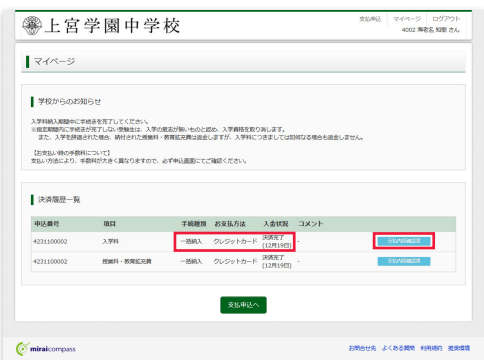 上宮学園中学校
支払申込 マイページ ログアウト
4002 海老名 知恵 さん
マイページ
学校からのお知らせ
入学料納入期間中に手続きを完了してください。
※指定期間内に手続きが完了しない受験生は、入学の意志が無いものと認め、入学資格を取り消します。
また、入学を辞退された場合、納付された授業料・教育拡充費は返金しますが、入学料につきましては如何なる場合も返金しません。
【お支払い時の手数料について】
支払い方法により、手数料が大きく異なりますので、必ず申込画面にてご確認ください。
決済履歴一覧
申込番号 項目 手続種別 お支払方法 入金状況 コメント
4231100002 入学料 一括納入 クレジットカード 決済完了 (12月19日) - 支払内容確認書
4231100002 授業料・教育拡充費 一括納入 クレジットカード 決済完了 (12月19日) - 支払内容確認書
支払申込へ
miraicompass
お問合せ先 よくある質問 利用規約 推奨環境